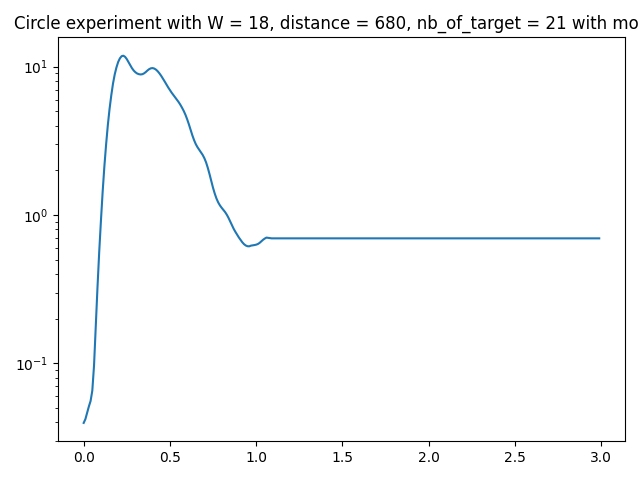 Circle experiment with W = 18, distance = 680, nb_of_target = 21 with mo
10¹
10⁰
10⁻¹
0.0 0.5 1.0 1.5 2.0 2.5 3.0